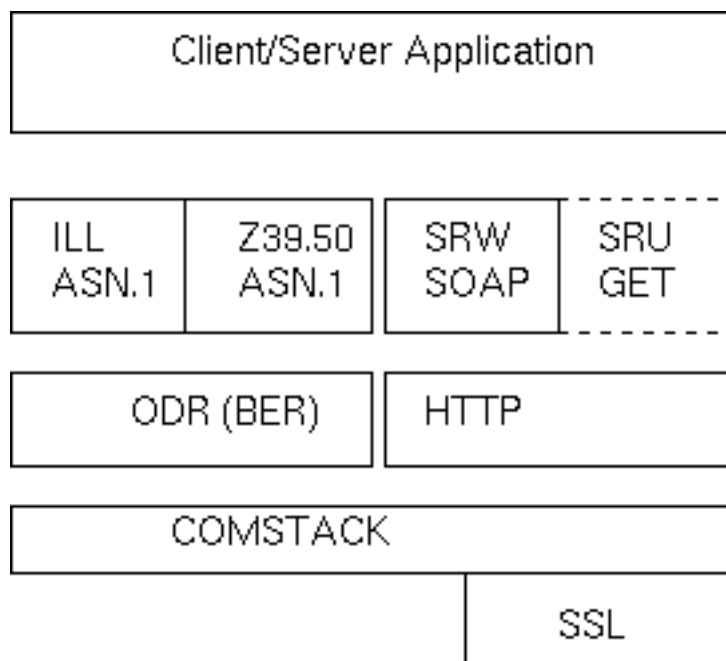 Client/Server Application
ILL
ASN.1
Z39.50
ASN.1
SRW
SOAP
SRU
GET
ODR (BER)
HTTP
COMSTACK
SSL